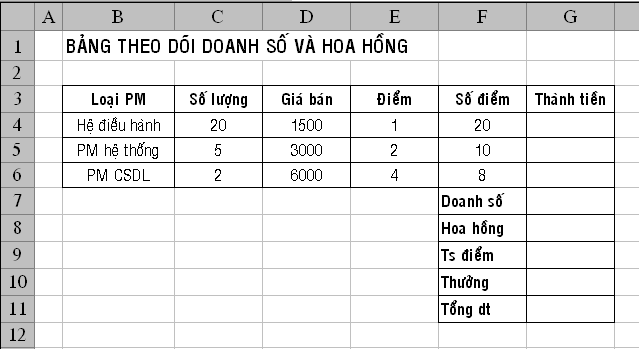 A B C D E F G
1 BẢNG THEO DÕI DOANH SỐ VÀ HOA HỒNG
2
3 Loại PM Số lượng Giá bán Điểm Số điểm Thành tiền
4 Hệ điều hành 20 1500 1 20
5 PM hệ thống 5 3000 2 10
6 PM CSDL 2 6000 4 8
7 Doanh số
8 Hoa hồng
9 Ts điểm
10 Thưởng
11 Tổng dt
12